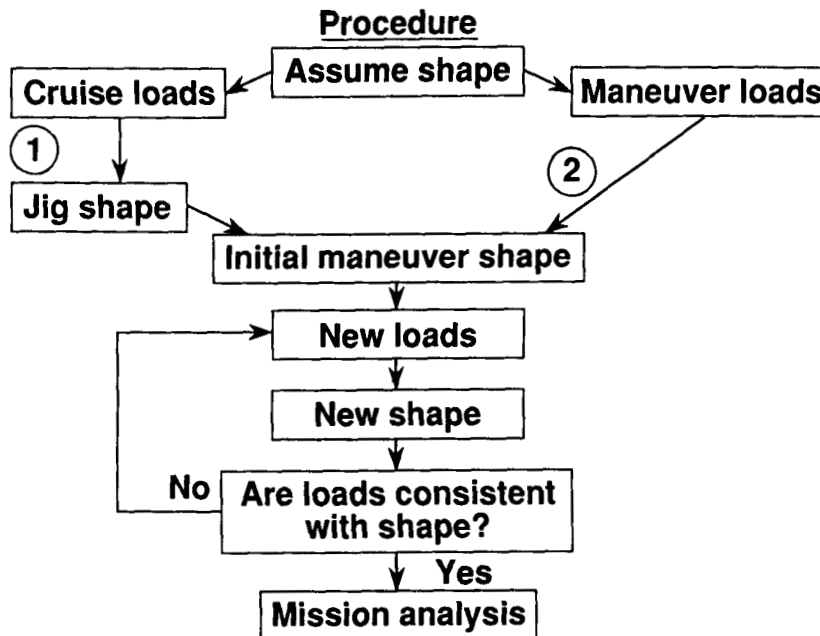 Procedure
Assume shape
Cruise loads
Maneuver loads
1
2
Jig shape
Initial maneuver shape
New loads
New shape
No
Are loads consistent
with shape?
Yes
Mission analysis